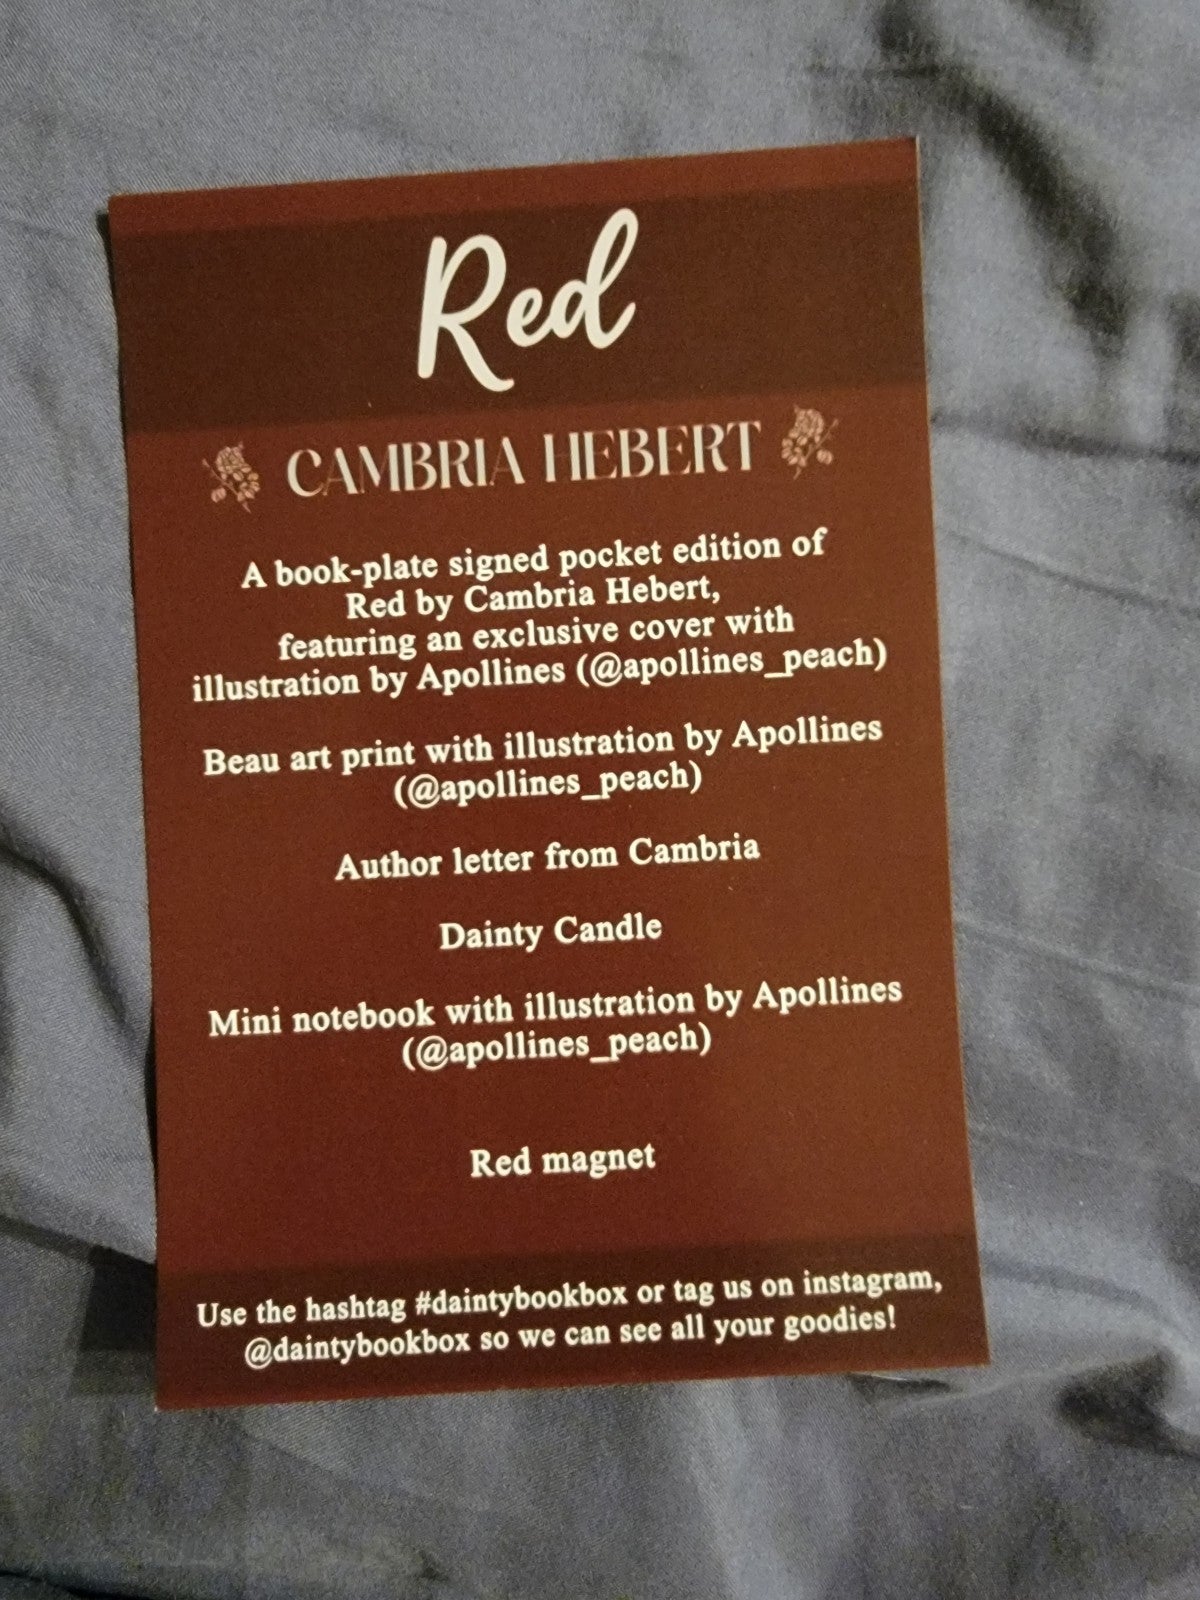 Red
CAMBRIA HEBERT
A book-plate signed pocket edition of
Red by Cambria Hebert,
featuring an exclusive cover with
illustration by Apollines (@apollines_peach)
Beau art print with illustration by Apollines
(@apollines_peach)
Author letter from Cambria
Dainty Candle
Mini notebook with illustration by Apollines
(@apollines_peach)
Red magnet
Use the hashtag #daintybookbox or tag us on instagram,
@daintybookbox so we can see all your goodies!